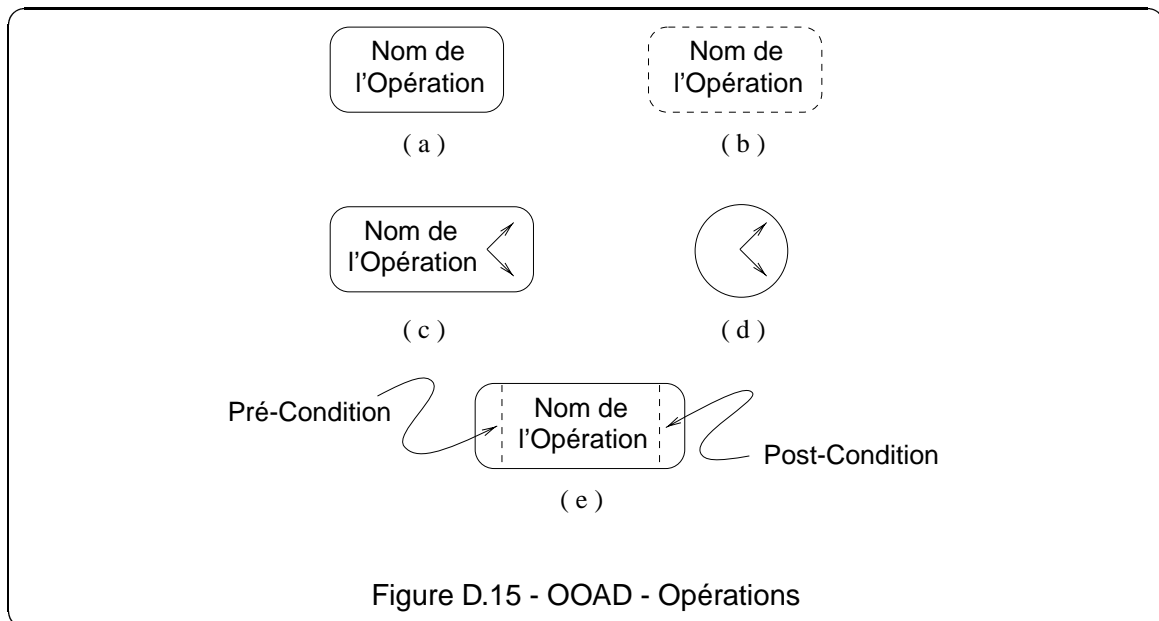 Nom de
l'Opération
( a )
Nom de
l'Opération
( b )
Nom de
l'Opération
( c )
( d )
Pré-Condition
Nom de
l'Opération
Post-Condition
( e )
Figure D.15 - OOAD - Opérations